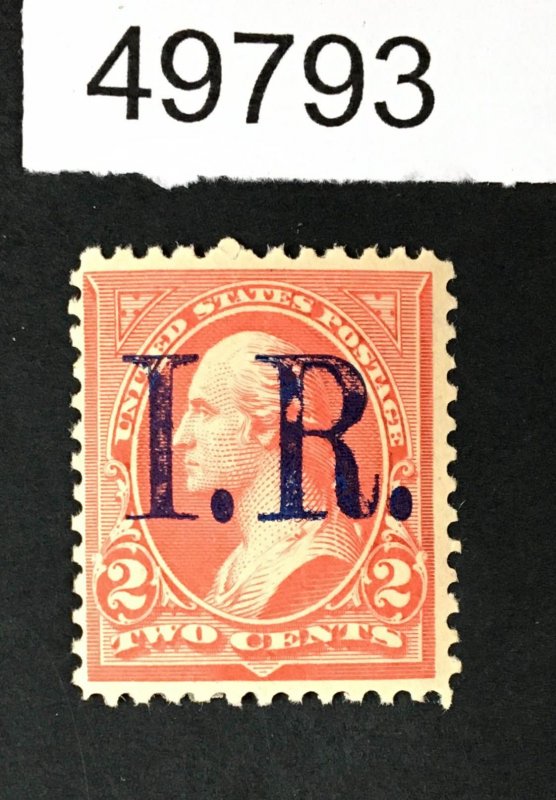 49793
UNITED STATES POSTAGE
I.R.
2 2
TWO CENTS